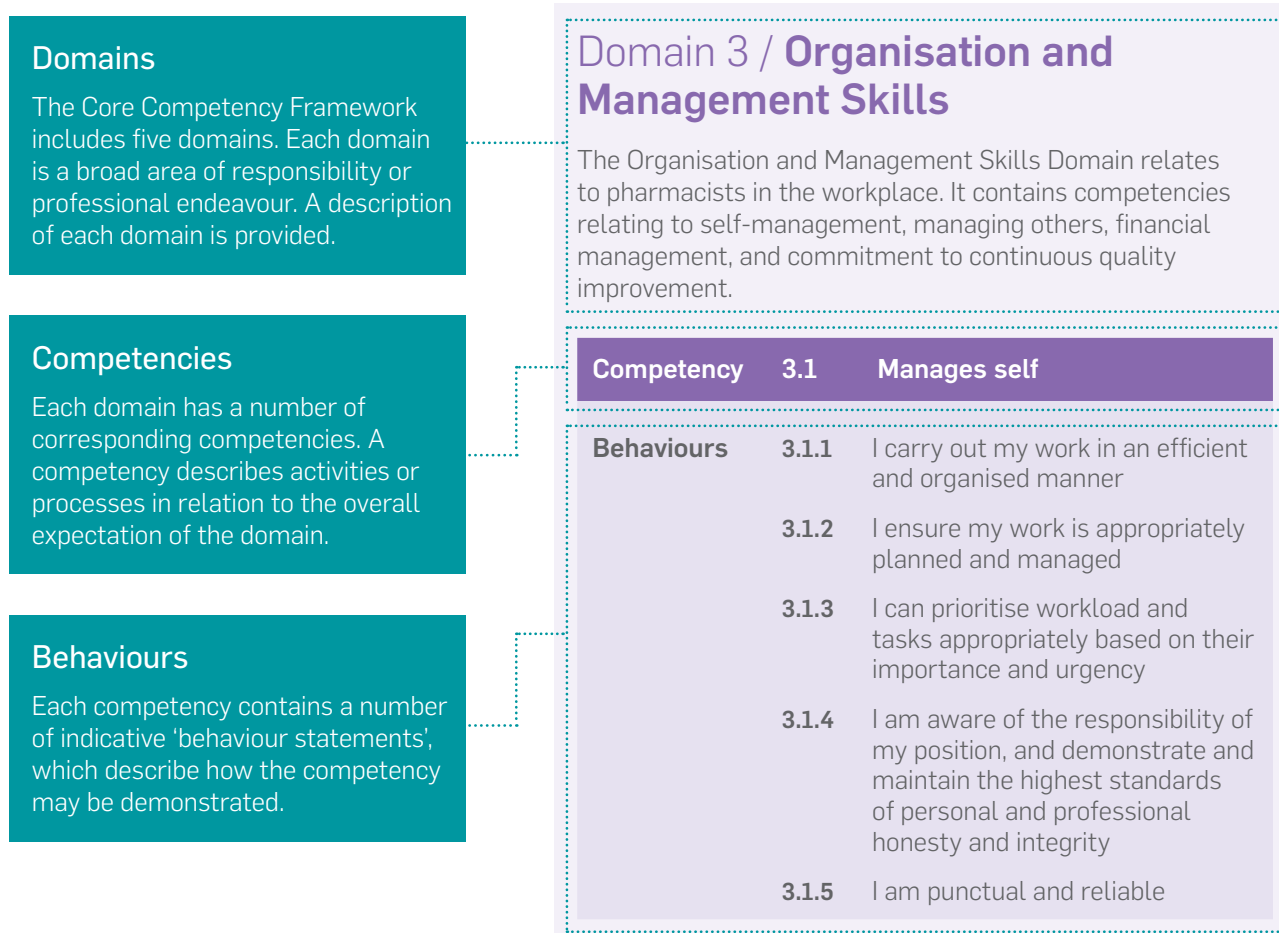 Domains
The Core Competency Framework
includes five domains. Each domain
is a broad area of responsibility or
professional endeavour. A description
of each domain is provided.
Competencies
Each domain has a number of
corresponding competencies. A
competency describes activities or
processes in relation to the overall
expectation of the domain.
Behaviours
Each competency contains a number
of indicative ‘behaviour statements’,
which describe how the competency
may be demonstrated.
Domain 3 / Organisation and
Management Skills
The Organisation and Management Skills Domain relates
to pharmacists in the workplace. It contains competencies
relating to self-management, managing others, financial
management, and commitment to continuous quality
improvement.
Competency 3.1 Manages self
Behaviours 3.1.1 I carry out my work in an efficient
and organised manner
3.1.2 I ensure my work is appropriately
planned and managed
3.1.3 I can prioritise workload and
tasks appropriately based on their
importance and urgency
3.1.4 I am aware of the responsibility of
my position, and demonstrate and
maintain the highest standards
of personal and professional
honesty and integrity
3.1.5 I am punctual and reliable